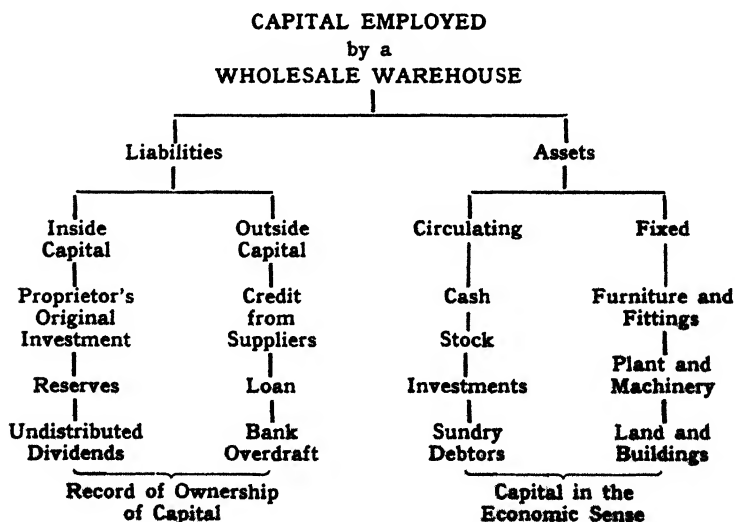 CAPITAL EMPLOYED
by a
WHOLESALE WAREHOUSE
Liabilities
Assets
Inside
Capital
Outside
Capital
Circulating
Fixed
Proprietor's
Original
Investment
Credit
from
Suppliers
Cash
Stock
Furniture and
Fittings
Plant and
Machinery
Reserves
Loan
Investments
Undistributed
Dividends
Bank
Overdraft
Sundry
Debtors
Land and
Buildings
Record of Ownership
of Capital
Capital in the
Economic Sense